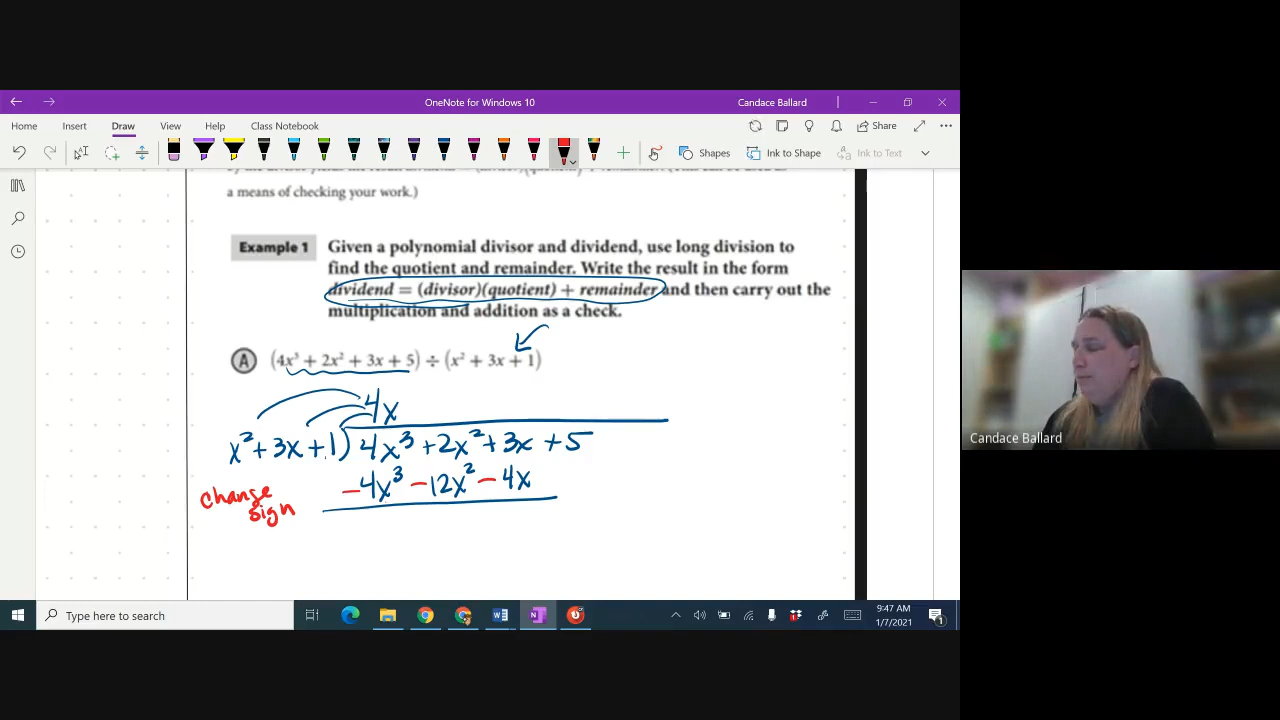 OneNote for Windows 10
Candace Ballard
Home Insert Draw View Help Class Notebook
Share
Shapes Ink to Shape Ink to Text
a means of checking your work.)
Example 1 Given a polynomial divisor and dividend, use long division to
find the quotient and remainder. Write the result in the form
dividend = (divisor)(quotient) + remainder and then carry out the
multiplication and addition as a check.
A (4x³ + 2x² + 3x + 5) ÷ (x² + 3x + 1)
4x
x² + 3x + 1) 4x³ + 2x² + 3x + 5
- 4x³ - 12x² - 4x
change
sign
Candace Ballard
Type here to search
9:47 AM
1/7/2021